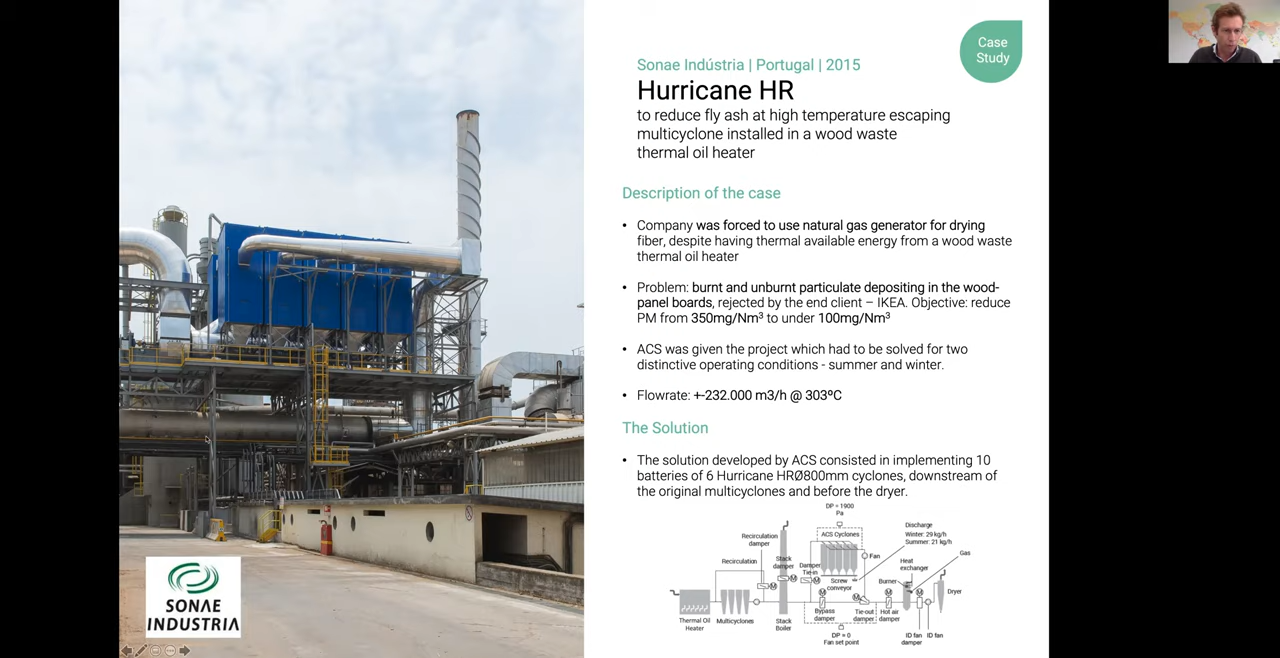 Case
Study
Sonae Indústria | Portugal | 2015
Hurricane HR
to reduce fly ash at high temperature escaping
multicyclone installed in a wood waste
thermal oil heater
Description of the case
• Company was forced to use natural gas generator for drying
fiber, despite having thermal available energy from a wood waste
thermal oil heater
• Problem: burnt and unburnt particulate depositing in the wood-
panel boards, rejected by the end client – IKEA. Objective: reduce
PM from 350mg/Nm³ to under 100mg/Nm³
• ACS was given the project which had to be solved for two
distinctive operating conditions - summer and winter.
• Flowrate: +-232.000 m3/h @ 303ºC
The Solution
• The solution developed by ACS consisted in implementing 10
batteries of 6 Hurricane HRØ800mm cyclones, downstream of
the original multicyclones and before the dryer.
DP = 1900
Pa
Discharge
Winter: 29 kg/h
Summer: 21 kg/h
Recirculation
damper
ACS Cyclones
Fan
Gas
Recirculation
Stack
damper
Damper
Tie-in
Heat
exchanger
Screw
conveyor
Burner
Dryer
M
M
M
M
M
M
M
Thermal Oil
Heater
Multicyclones
Stack
Boiler
Bypass
damper
Tie-out
damper
Hot air
damper
DP = 0
Fan set point
ID fan
damper
ID fan
SONAE
INDUSTRIA